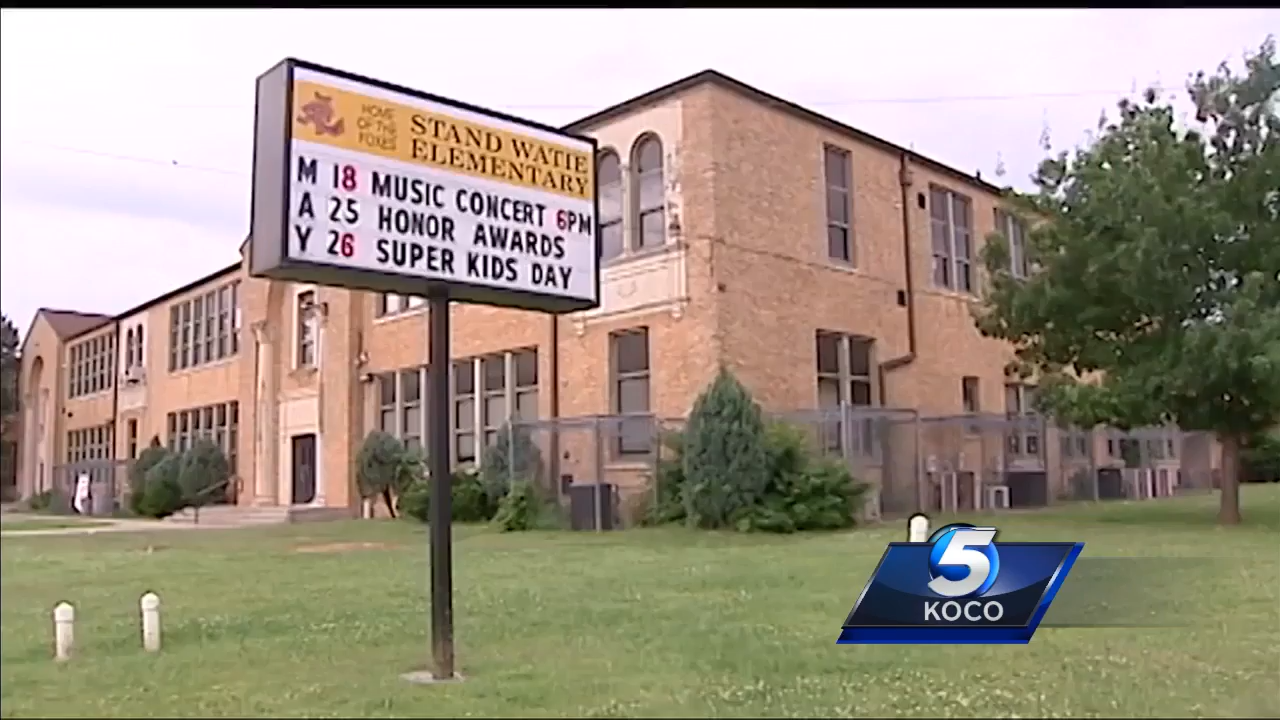 HOME
OF THE
FOXES
STAND WATIE
ELEMENTARY
M 18 MUSIC CONCERT 6PM
A 25 HONOR AWARDS
Y 26 SUPER KIDS DAY
5
KOCO